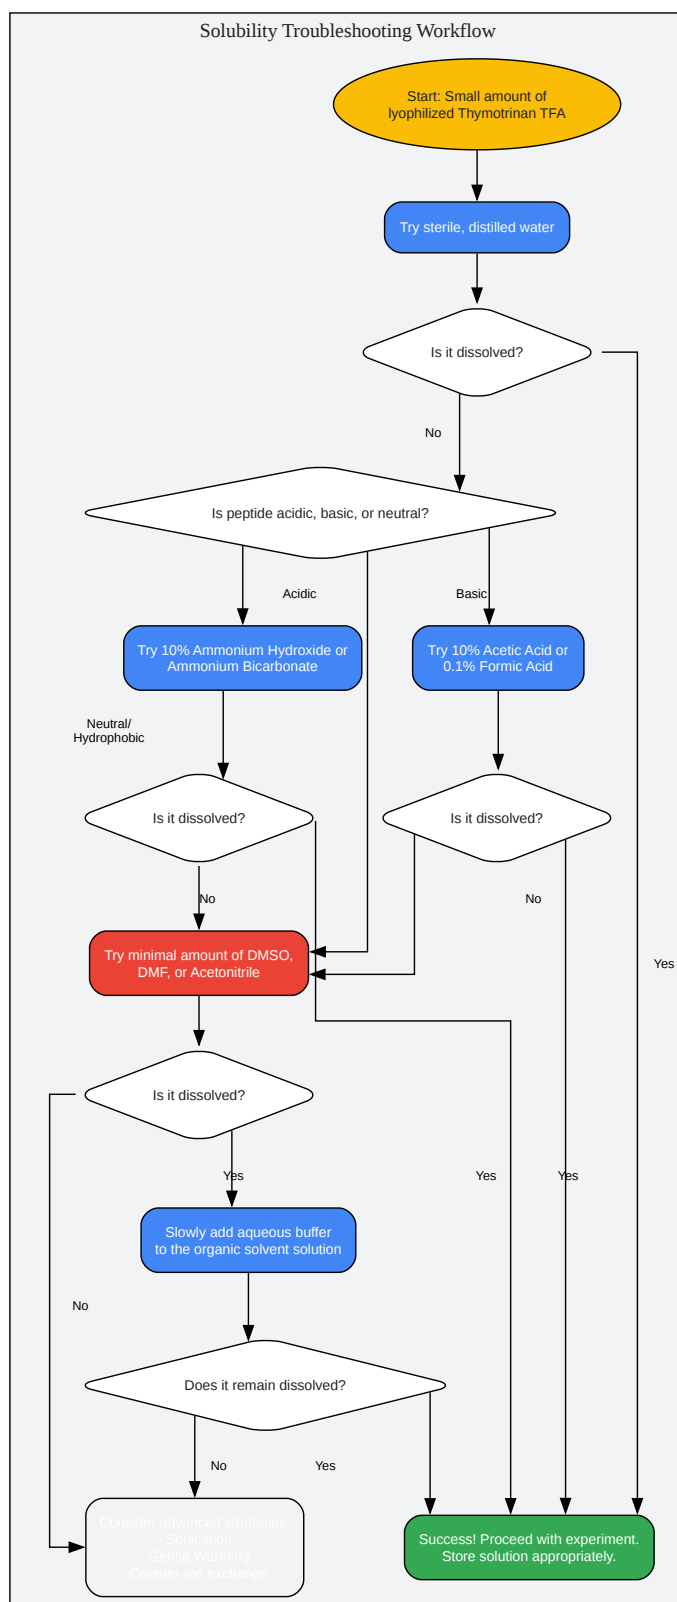 Solubility Troubleshooting Workflow
Start: Small amount of
lyophilized Thymotrinan TFA
Try sterile, distilled water
Is it dissolved?
No
Is peptide acidic, basic, or neutral?
Acidic
Basic
Try 10% Ammonium Hydroxide or
Ammonium Bicarbonate
Try 10% Acetic Acid or
0.1% Formic Acid
Neutral/
Hydrophobic
Is it dissolved?
Is it dissolved?
No
No
Try minimal amount of DMSO,
DMF, or Acetonitrile
Yes
Is it dissolved?
Yes
Yes
Yes
Slowly add aqueous buffer
to the organic solvent solution
No
Does it remain dissolved?
No
Yes
Consider advanced strategies:
- Sonication
- Gentle Warming
- Counter-ion exchange
Success! Proceed with experiment.
Store solution appropriately.